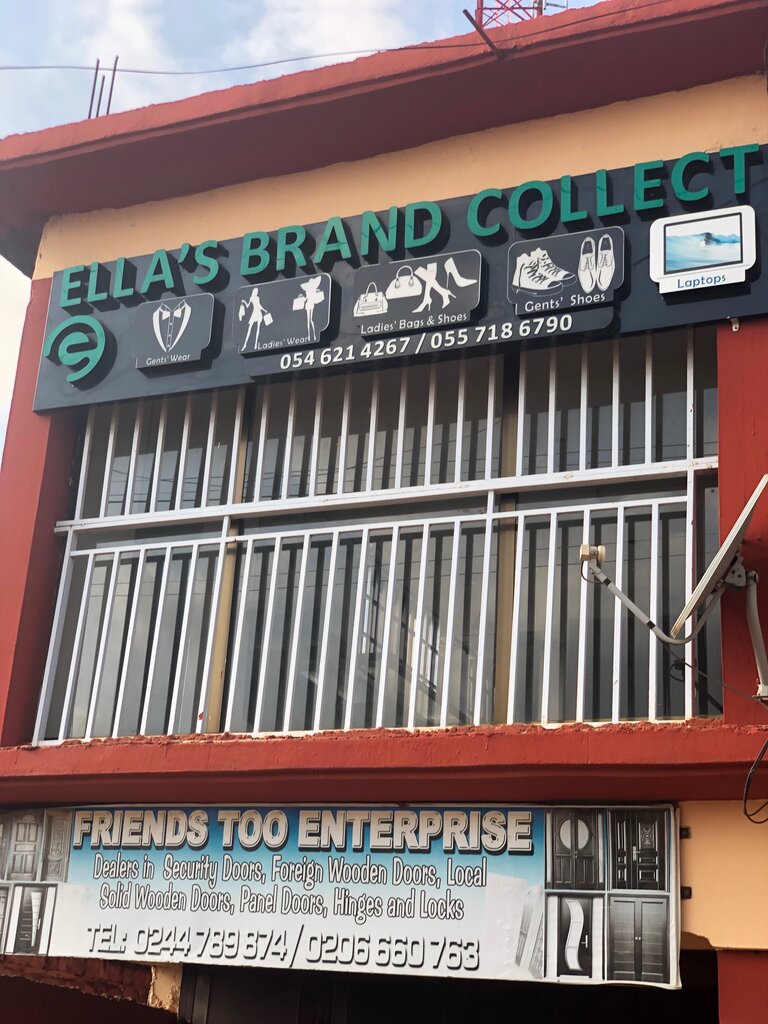 ELLA'S BRAND COLLECT
Gents' Wear
Ladies' Wear
Ladies' Bags & Shoes
Gents' Shoes
Laptops
054 621 4267 / 055 718 6790
FRIENDS TOO ENTERPRISE
Dealers in Security Doors, Foreign Wooden Doors, Local
Solid Wooden Doors, Panel Doors, Hinges and Locks
TEL: 0244 789 874 / 0206 660 763